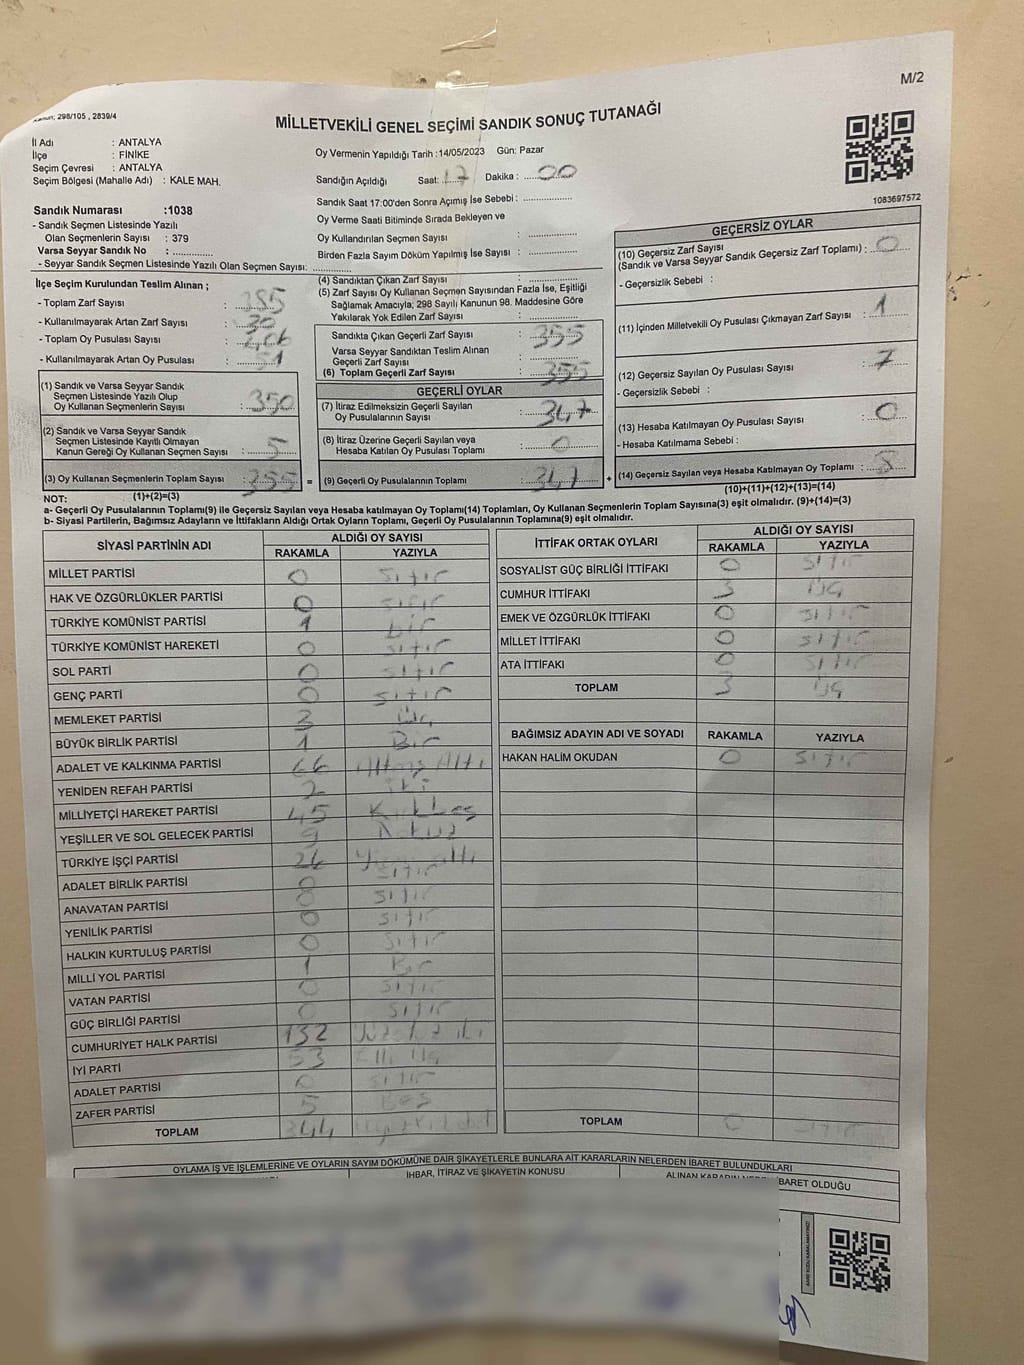 M/2
Kanun; 298/105 , 2839/4
MİLLETVEKİLİ GENEL SEÇİMİ SANDIK SONUÇ TUTANAĞI
İl Adı : ANTALYA
İlçe : FİNİKE
Seçim Çevresi : ANTALYA
Seçim Bölgesi (Mahalle Adı) : KALE MAH.
Sandık Numarası :1038
- Sandık Seçmen Listesinde Yazılı
Olan Seçmenlerin Sayısı : 379
Varsa Seyyar Sandık No :
- Seyyar Sandık Seçmen Listesinde Yazılı Olan Seçmen Sayısı:
Oy Vermenin Yapıldığı Tarih :14/05/2023 Gün: Pazar
Sandığın Açıldığı Saat: 17 Dakika : 00
Sandık Saat 17:00'den Sonra Açımış İse Sebebi :
Oy Verme Saati Bitiminde Sırada Bekleyen ve
Oy Kullandırılan Seçmen Sayısı :
Birden Fazla Sayım Döküm Yapılmış İse Sayısı :
1083697572
İlçe Seçim Kurulundan Teslim Alınan ;
- Toplam Zarf Sayısı : 385
- Kullanılmayarak Artan Zarf Sayısı : 30
- Toplam Oy Pusulası Sayısı : 406
- Kullanılmayarak Artan Oy Pusulası : 51
(1) Sandık ve Varsa Seyyar Sandık
Seçmen Listesinde Yazılı Olup
Oy Kullanan Seçmenlerin Sayısı : 350
(2) Sandık ve Varsa Seyyar Sandık
Seçmen Listesinde Kayıtlı Olmayan
Kanun Gereği Oy Kullanan Seçmen Sayısı : 5
(3) Oy Kullanan Seçmenlerin Toplam Sayısı : 355
(1)+(2)=(3)
(4) Sandıktan Çıkan Zarf Sayısı :
(5) Zarf Sayısı Oy Kullanan Seçmen Sayısından Fazla İse, Eşitliği
Sağlamak Amacıyla; 298 Sayılı Kanunun 98. Maddesine Göre
Yakılarak Yok Edilen Zarf Sayısı :
Sandıkta Çıkan Geçerli Zarf Sayısı : 355
Varsa Seyyar Sandıktan Teslim Alınan
Geçerli Zarf Sayısı :
(6) Toplam Geçerli Zarf Sayısı : 355
GEÇERLİ OYLAR
(7) İtiraz Edilmeksizin Geçerli Sayılan
Oy Pusulalarının Sayısı : 347
(8) İtiraz Üzerine Geçerli Sayılan veya
Hesaba Katılan Oy Pusulası Toplamı : 0
= (9) Geçerli Oy Pusulalarının Toplamı : 347 +
GEÇERSİZ OYLAR
(10) Geçersiz Zarf Sayısı
(Sandık ve Varsa Seyyar Sandık Geçersiz Zarf Toplamı) : 0
- Geçersizlik Sebebi :
(11) İçinden Milletvekili Oy Pusulası Çıkmayan Zarf Sayısı : 1
(12) Geçersiz Sayılan Oy Pusulası Sayısı : 7
- Geçersizlik Sebebi :
(13) Hesaba Katılmayan Oy Pusulası Sayısı : 0
- Hesaba Katılmama Sebebi :
(14) Geçersiz Sayılan veya Hesaba Katılmayan Oy Toplamı : 8
(10)+(11)+(12)+(13)=(14)
NOT:
a- Geçerli Oy Pusulalarının Toplamı(9) ile Geçersiz Sayılan veya Hesaba katılmayan Oy Toplamı(14) Toplamları, Oy Kullanan Seçmenlerin Toplam Sayısına(3) eşit olmalıdır. (9)+(14)=(3)
b- Siyasi Partilerin, Bağımsız Adayların ve İttifakların Aldığı Ortak Oyların Toplamı, Geçerli Oy Pusulalarının Toplamına(9) eşit olmalıdır.
SİYASİ PARTİNİN ADI ALDIĞI OY SAYISI
RAKAMLA YAZIYLA
MİLLET PARTİSİ 0 Sıfır
HAK VE ÖZGÜRLÜKLER PARTİSİ 0 Sıfır
TÜRKİYE KOMÜNİST PARTİSİ 1 bir
TÜRKİYE KOMÜNİST HAREKETİ 0 Sıfır
SOL PARTİ 0 Sıfır
GENÇ PARTİ 0 Sıfır
MEMLEKET PARTİSİ 3 Üç
BÜYÜK BİRLİK PARTİSİ 1 Bir
ADALET VE KALKINMA PARTİSİ 66 Altmış Altı
YENİDEN REFAH PARTİSİ 2 İki
MİLLİYETÇİ HAREKET PARTİSİ 45 Kırk beş
YEŞİLLER VE SOL GELECEK PARTİSİ 9 Dokuz
TÜRKİYE İŞÇİ PARTİSİ 26 Yirmi altı
ADALET BİRLİK PARTİSİ 0 Sıfır
ANAVATAN PARTİSİ 0 Sıfır
YENİLİK PARTİSİ 0 Sıfır
HALKIN KURTULUŞ PARTİSİ 0 Sıfır
MİLLİ YOL PARTİSİ 1 Bir
VATAN PARTİSİ 0 Sıfır
GÜÇ BİRLİĞİ PARTİSİ 0 Sıfır
CUMHURİYET HALK PARTİSİ 132 Yüz otuz iki
İYİ PARTİ 53 Elli Üç
ADALET PARTİSİ 0 Sıfır
ZAFER PARTİSİ 5 Beş
TOPLAM 344
İTTİFAK ORTAK OYLARI ALDIĞI OY SAYISI
RAKAMLA YAZIYLA
SOSYALİST GÜÇ BİRLİĞİ İTTİFAKI 0 Sıfır
CUMHUR İTTİFAKI 3 Üç
EMEK VE ÖZGÜRLÜK İTTİFAKI 0 Sıfır
MİLLET İTTİFAKI 0 Sıfır
ATA İTTİFAKI 0 Sıfır
TOPLAM 3 Üç
BAĞIMSIZ ADAYIN ADI VE SOYADI RAKAMLA YAZIYLA
HAKAN HALİM OKUDAN 0 Sıfır
TOPLAM 0 Sıfır
OYLAMA İŞ VE İŞLEMLERİNE VE OYLARIN SAYIM DÖKÜMÜNE DAİR ŞİKAYETLERLE BUNLARA AİT KARARLARIN NELERDEN İBARET BULUNDUKLARI
İHBAR, İTİRAZ VE ŞİKAYETİN KONUSU
ALINAN KARARIN
İBARET OLDUĞU